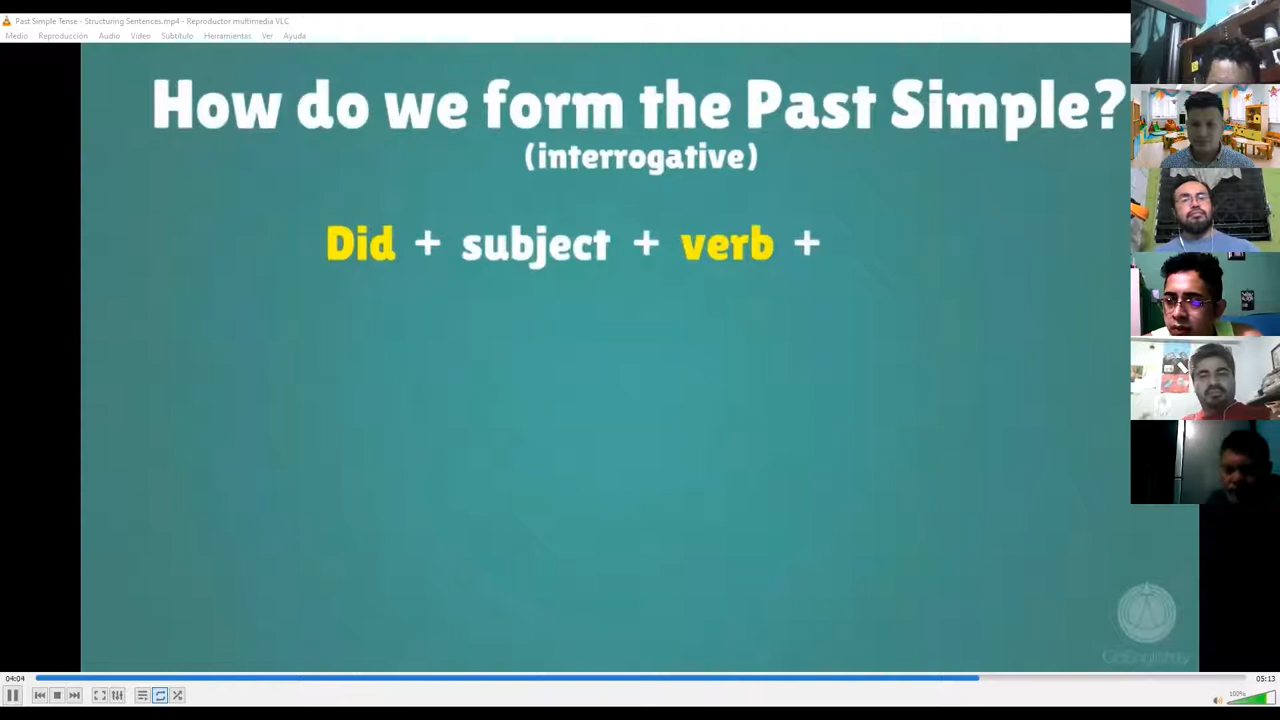 Past Simple Tense - Structuring Sentences.mp4 - Reproductor multimedia VLC
Medio Reproducción Audio Vídeo Subtítulo Herramientas Ver Ayuda
How do we form the Past Simple?
(interrogative)
Did + subject + verb +
04:04
05:13
100%